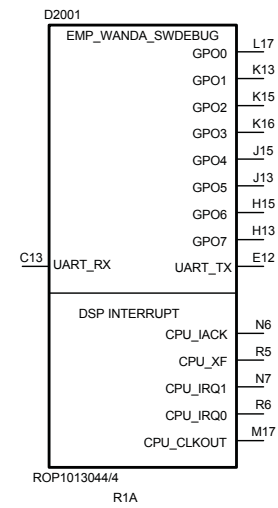 D2001
EMP_WANDA_SWDEBUG
GPO0 L17
GPO1 K13
GPO2 K15
GPO3 K16
GPO4 J15
GPO5 J13
GPO6 H15
GPO7 H13
C13 UART_RX UART_TX E12
DSP INTERRUPT
CPU_IACK N6
CPU_XF R5
CPU_IRQ1 N7
CPU_IRQ0 R6
CPU_CLKOUT M17
ROP1013044/4
R1A